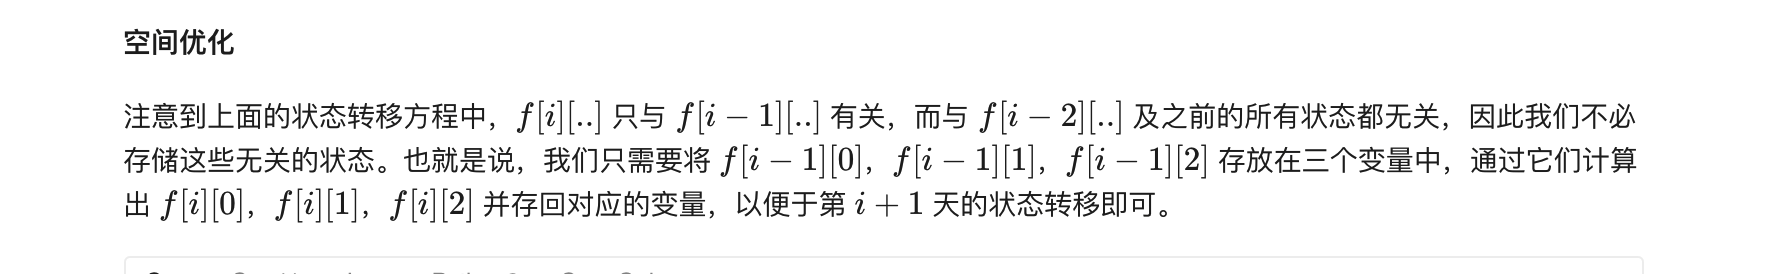 空间优化
注意到上面的状态转移方程中，f[i][..] 只与 f[i − 1][..] 有关，而与 f[i − 2][..] 及之前的所有状态都无关，因此我们不必
存储这些无关的状态。也就是说，我们只需要将 f[i − 1][0]，f[i − 1][1]，f[i − 1][2] 存放在三个变量中，通过它们计算
出 f[i][0]，f[i][1]，f[i][2] 并存回对应的变量，以便于第 i + 1 天的状态转移即可。